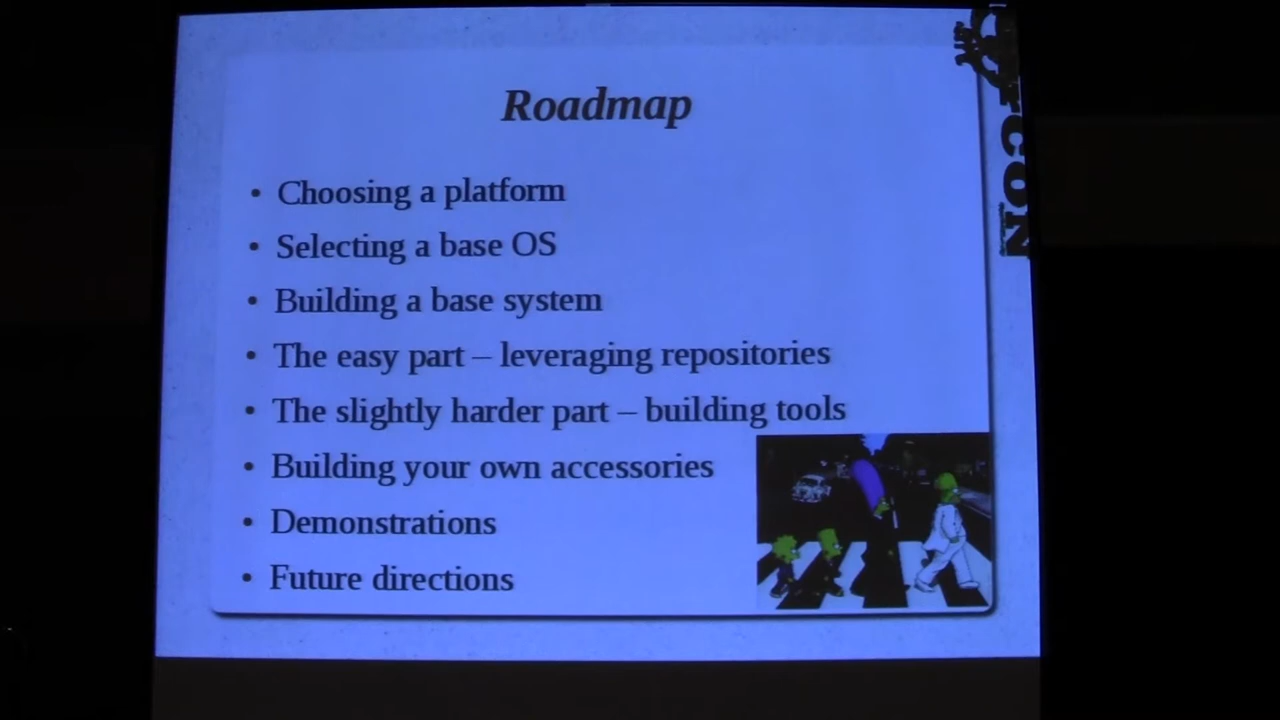 Roadmap
• Choosing a platform
• Selecting a base OS
• Building a base system
• The easy part – leveraging repositories
• The slightly harder part – building tools
• Building your own accessories
• Demonstrations
• Future directions
CON